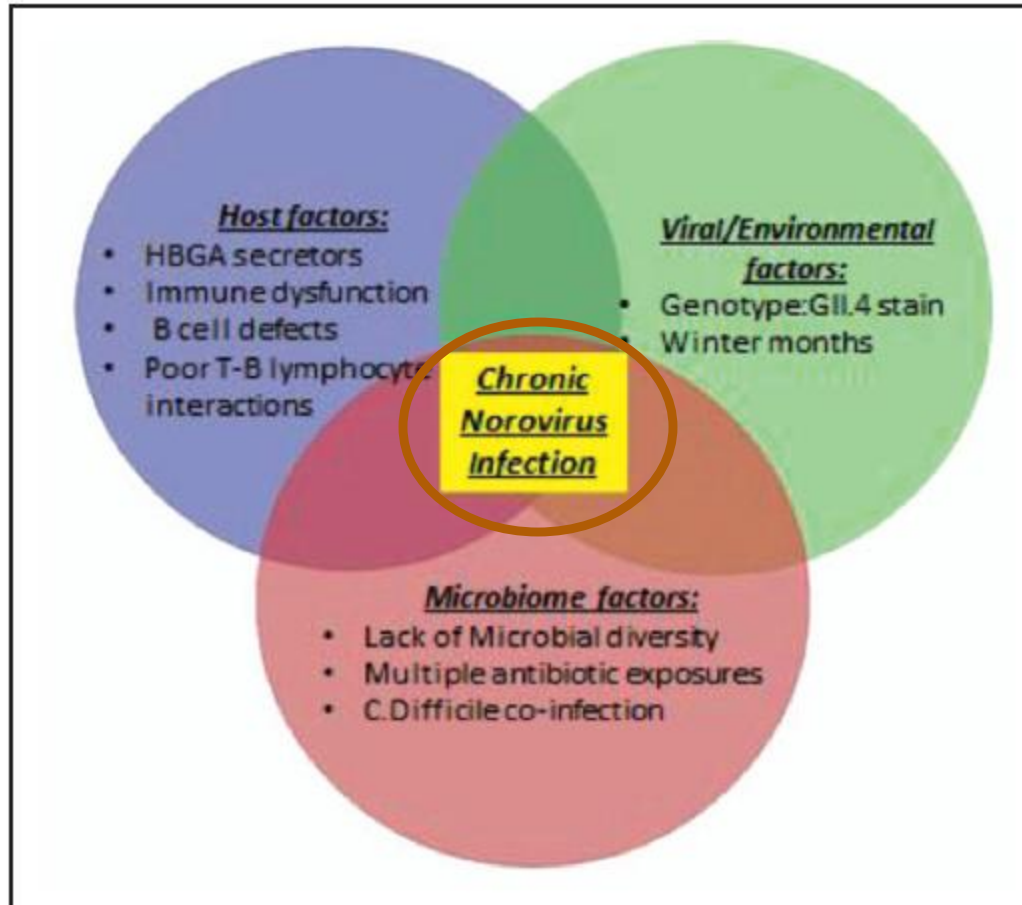 Host factors:
• HBGA secretors
• Immune dysfunction
• B cell defects
• Poor T-B lymphocyte
interactions
Viral/Environmental
factors:
• Genotype:GII.4 stain
• Winter months
Chronic
Norovirus
Infection
Microbiome factors:
• Lack of Microbial diversity
• Multiple antibiotic exposures
• C.Difficile co-infection